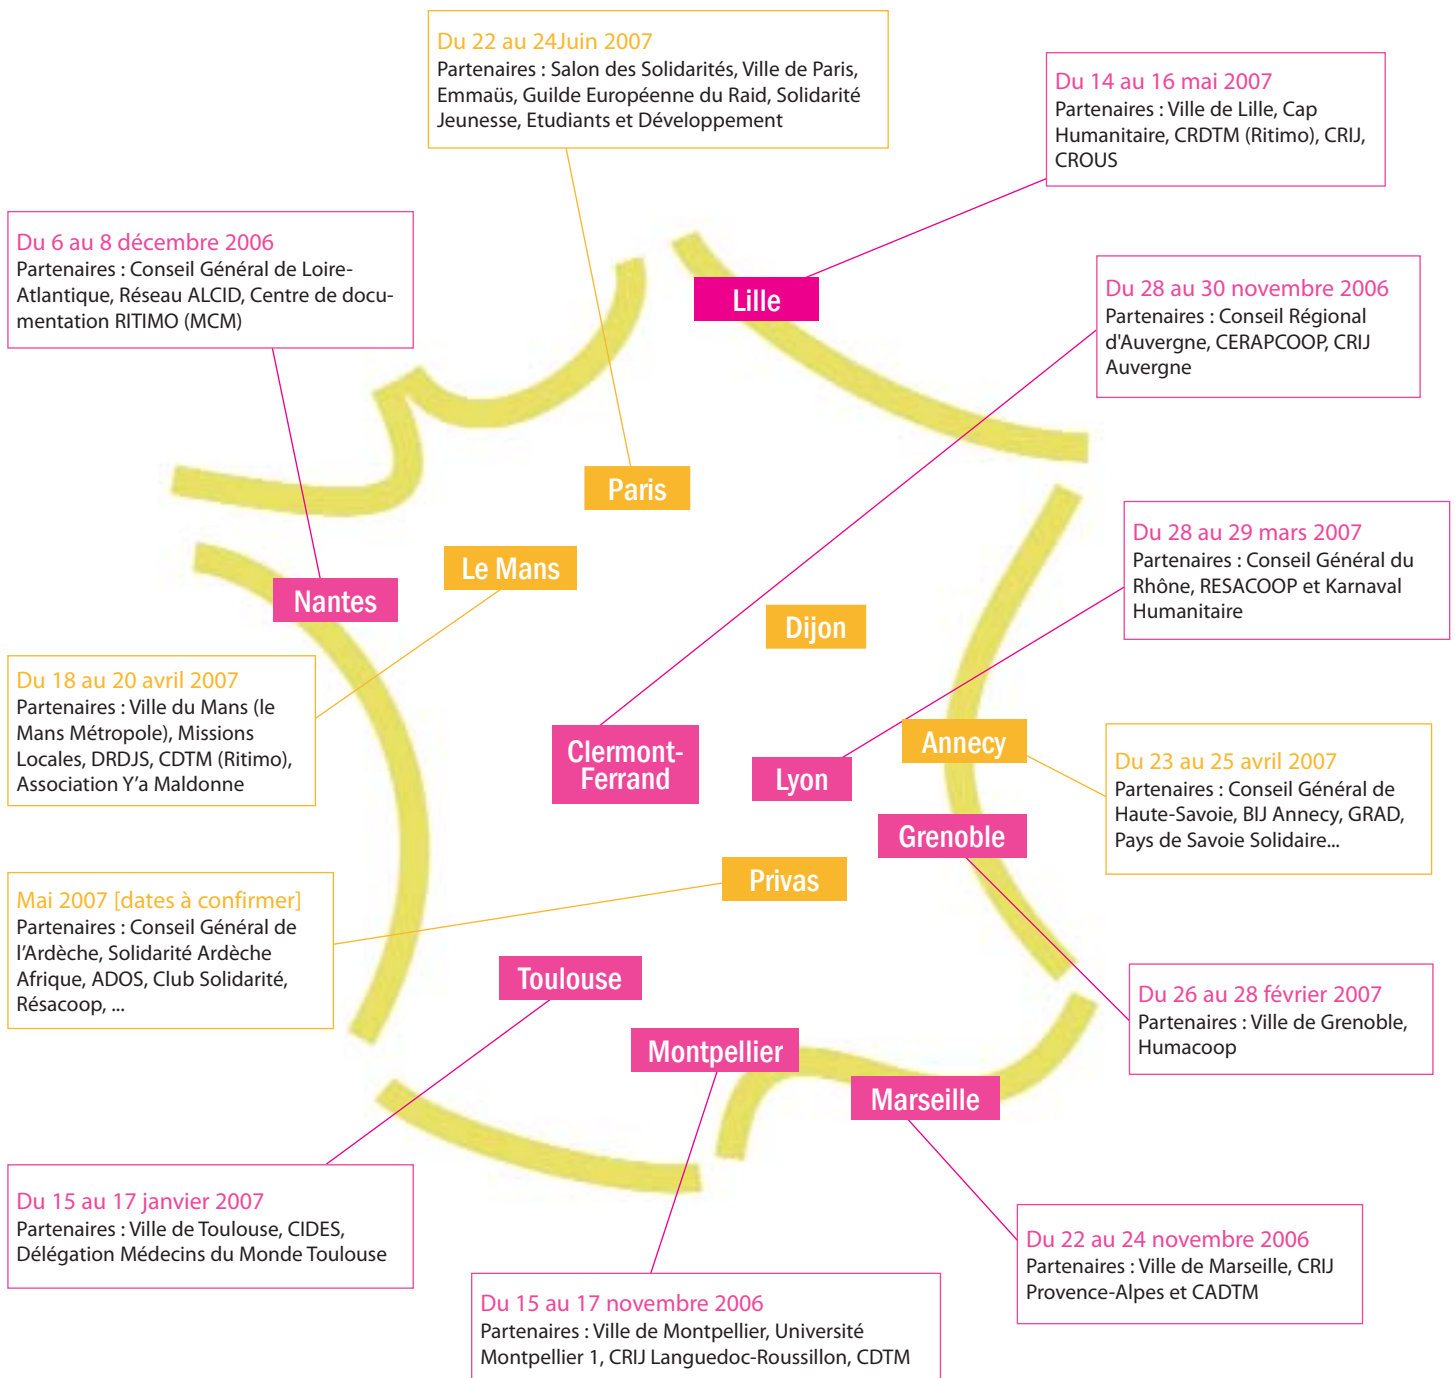 Du 22 au 24Juin 2007
Partenaires : Salon des Solidarités, Ville de Paris,
Emmaüs, Guilde Européenne du Raid, Solidarité
Jeunesse, Etudiants et Développement
Du 14 au 16 mai 2007
Partenaires : Ville de Lille, Cap
Humanitaire, CRDTM (Ritimo), CRIJ,
CROUS
Du 6 au 8 décembre 2006
Partenaires : Conseil Général de Loire-
Atlantique, Réseau ALCID, Centre de docu-
mentation RITIMO (MCM)
Lille
Du 28 au 30 novembre 2006
Partenaires : Conseil Régional
d'Auvergne, CERAPCOOP, CRIJ
Auvergne
Paris
Le Mans
Nantes
Dijon
Du 28 au 29 mars 2007
Partenaires : Conseil Général du
Rhône, RESACOOP et Karnaval
Humanitaire
Du 18 au 20 avril 2007
Partenaires : Ville du Mans (le
Mans Métropole), Missions
Locales, DRDJS, CDTM (Ritimo),
Association Y'a Maldonne
Clermont-
Ferrand
Lyon
Annecy
Du 23 au 25 avril 2007
Partenaires : Conseil Général de
Haute-Savoie, BIJ Annecy, GRAD,
Pays de Savoie Solidaire...
Grenoble
Privas
Mai 2007 [dates à confirmer]
Partenaires : Conseil Général de
l'Ardèche, Solidarité Ardèche
Afrique, ADOS, Club Solidarité,
Résacoop, ...
Toulouse
Du 26 au 28 février 2007
Partenaires : Ville de Grenoble,
Humacoop
Montpellier
Marseille
Du 15 au 17 janvier 2007
Partenaires : Ville de Toulouse, CIDES,
Délégation Médecins du Monde Toulouse
Du 22 au 24 novembre 2006
Partenaires : Ville de Marseille, CRIJ
Provence-Alpes et CADTM
Du 15 au 17 novembre 2006
Partenaires : Ville de Montpellier, Université
Montpellier 1, CRIJ Languedoc-Roussillon, CDTM